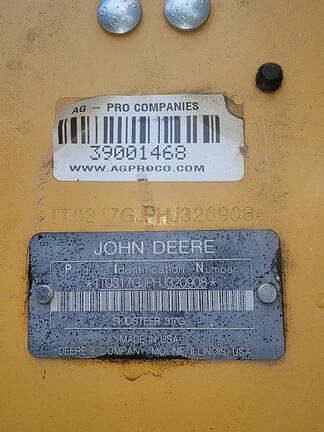 AG - PRO COMPANIES
39001468
WWW.AGPROCO.COM
*1T0317GJPHJ320908*
JOHN DEERE
Product Identification Number
*1T0317GJPHJ320908*
SKIDSTEER 317G
MADE IN USA
DEERE & COMPANY MOLINE, ILLINOIS, USA